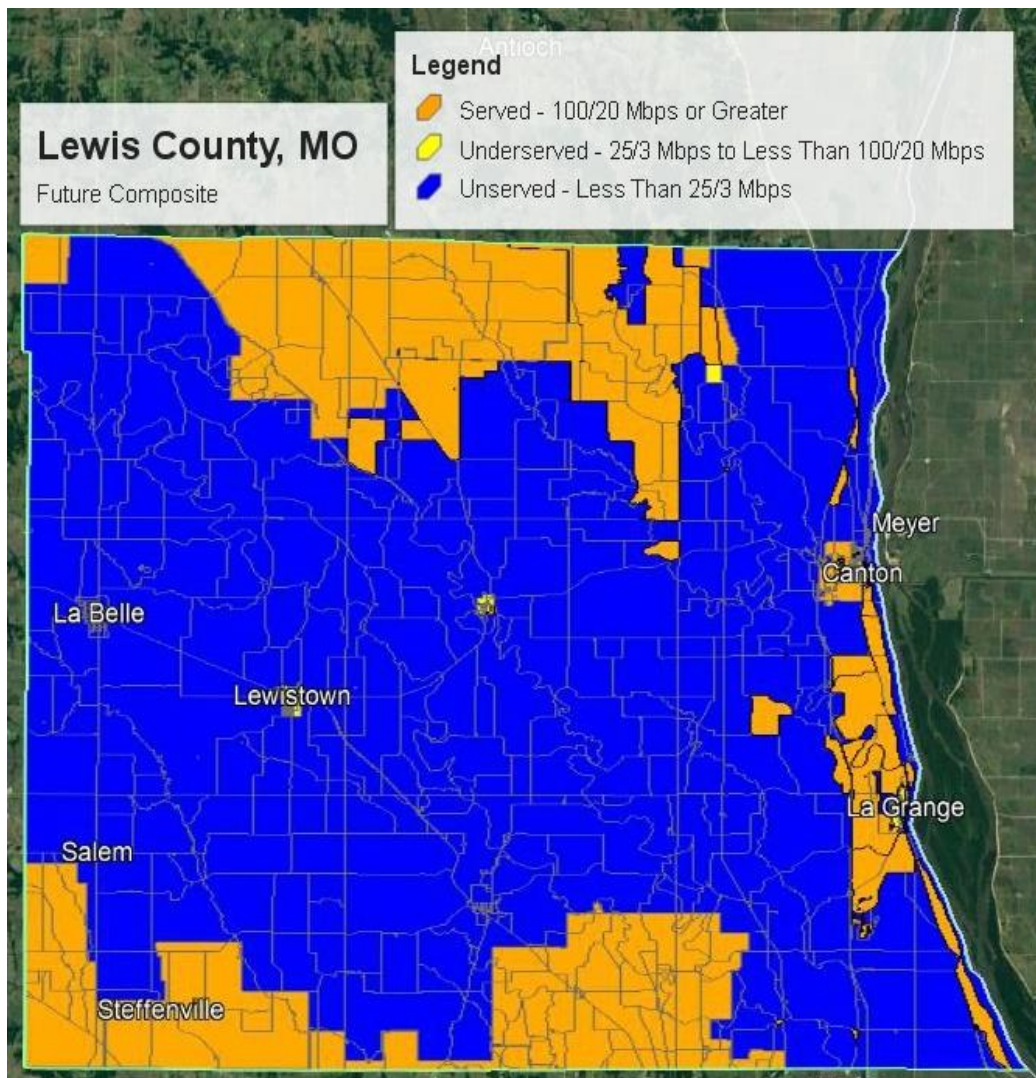 Antioch
Legend
Served - 100/20 Mbps or Greater
Underserved - 25/3 Mbps to Less Than 100/20 Mbps
Unserved - Less Than 25/3 Mbps
Lewis County, MO
Future Composite
Meyer
Canton
La Belle
Lewistown
La Grange
Salem
Steffenville